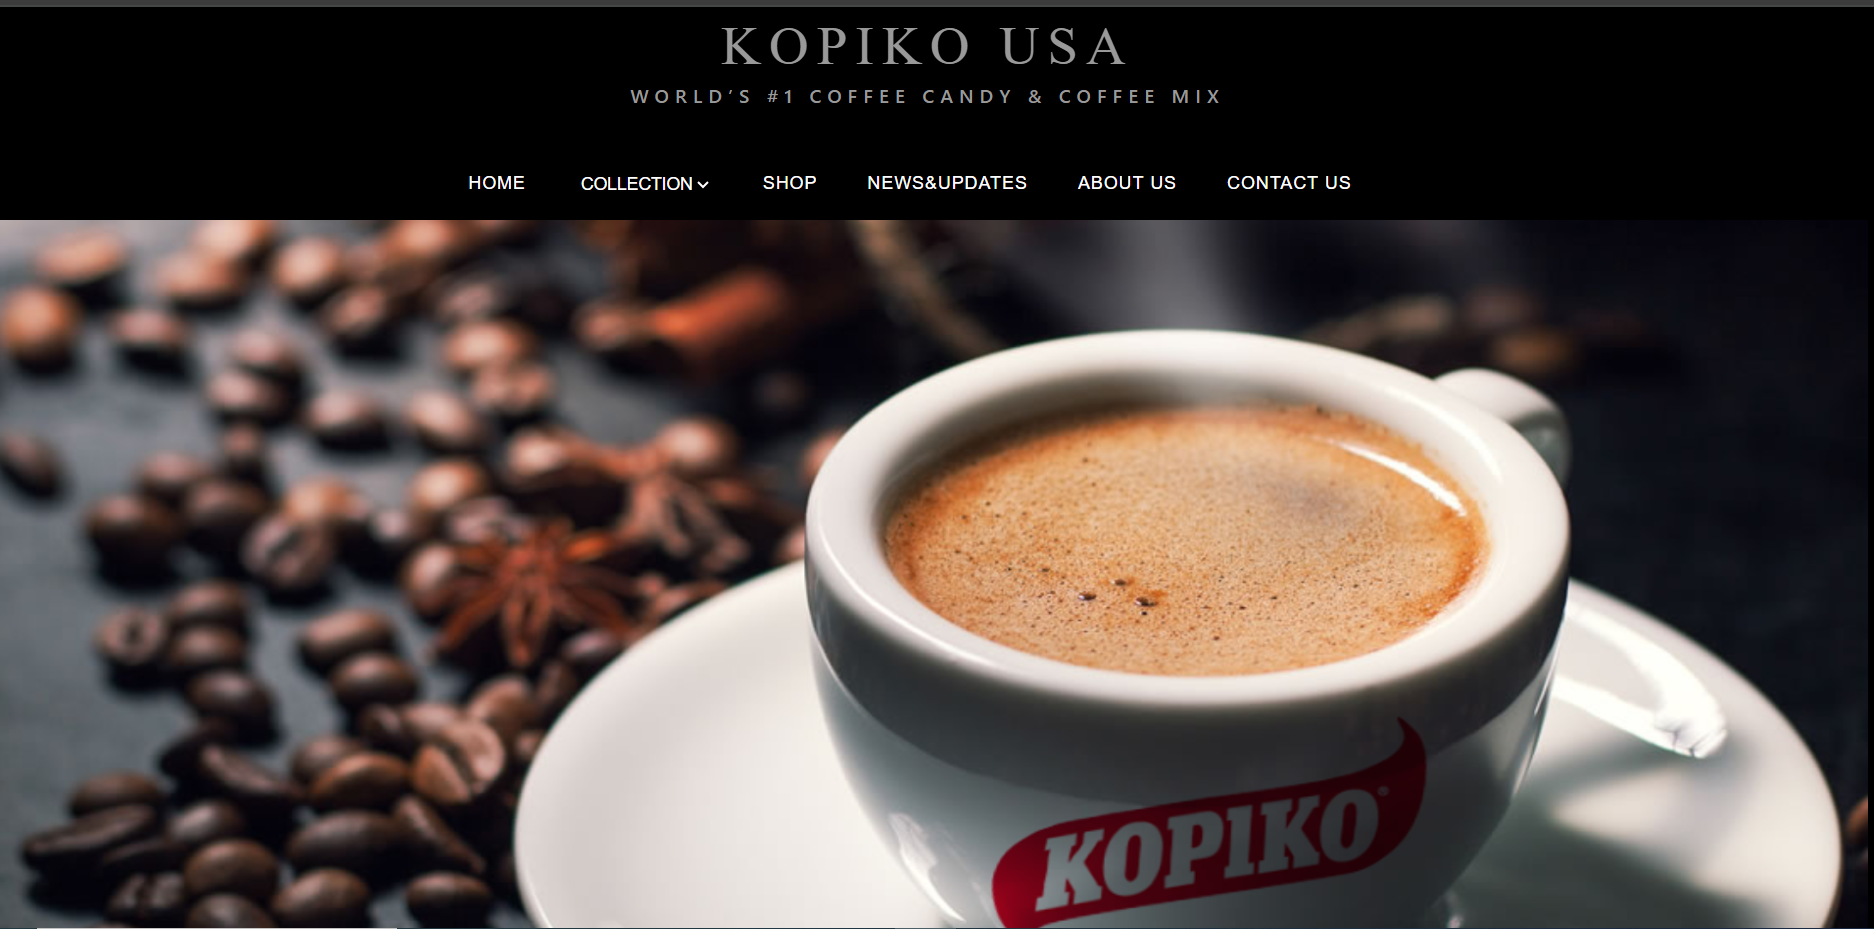 KOPIKO USA
WORLD'S #1 COFFEE CANDY & COFFEE MIX
HOME COLLECTION SHOP NEWS&UPDATES ABOUT US CONTACT US
KOPIKO®